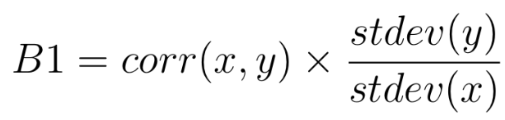 B1 = corr(x, y) × stdev(y) / stdev(x)